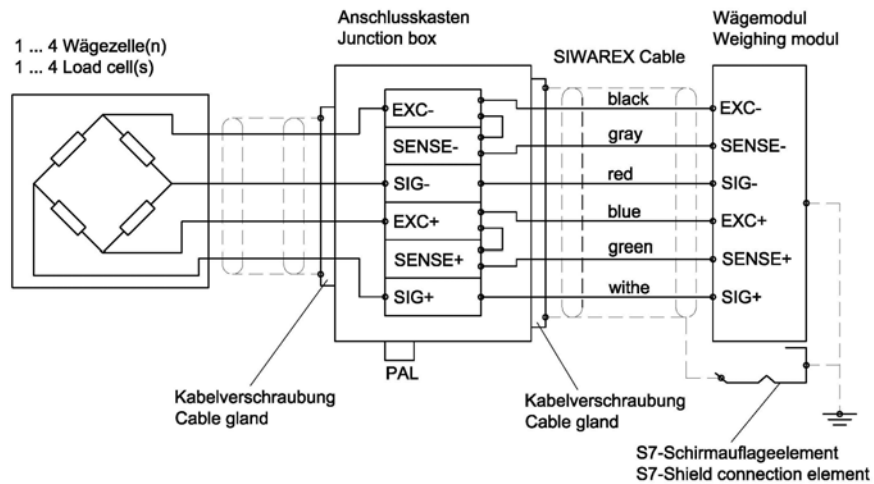 1 ... 4 Wägezelle(n)
1 ... 4 Load cell(s)
Anschlusskasten
Junction box
SIWAREX Cable
Wägemodul
Weighing modul
EXC-
SENSE-
SIG-
EXC+
SENSE+
SIG+
black
gray
red
blue
green
withe
EXC-
SENSE-
SIG-
EXC+
SENSE+
SIG+
PAL
Kabelverschraubung
Cable gland
Kabelverschraubung
Cable gland
S7-Schirmauflageelement
S7-Shield connection element